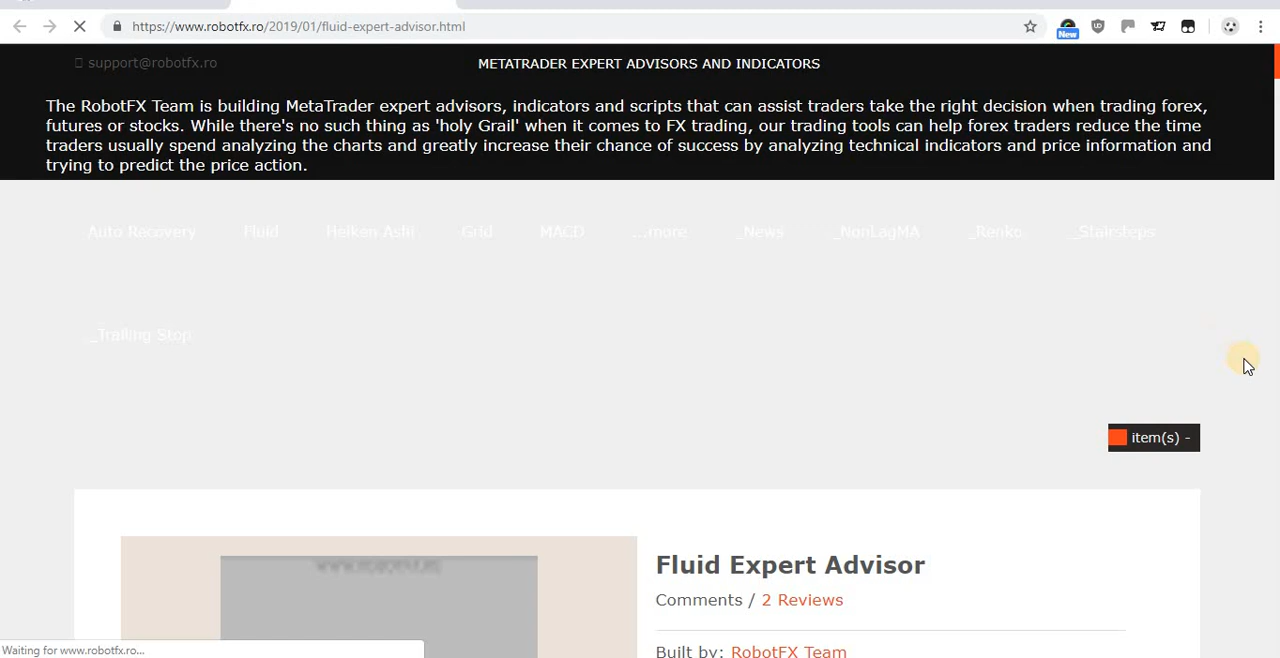 https://www.robotfx.ro/2019/01/fluid-expert-advisor.html
New
support@robotfx.ro
METATRADER EXPERT ADVISORS AND INDICATORS
The RobotFX Team is building MetaTrader expert advisors, indicators and scripts that can assist traders take the right decision when trading forex,
futures or stocks. While there's no such thing as 'holy Grail' when it comes to FX trading, our trading tools can help forex traders reduce the time
traders usually spend analyzing the charts and greatly increase their chance of success by analyzing technical indicators and price information and
trying to predict the price action.
Auto Recovery Fluid Heiken Ashi Grid MACD ...more _News _NonLagMA _Renko _Stairsteps
_Trailing Stop
item(s) -
www.robotfx.ro
Fluid Expert Advisor
Comments / 2 Reviews
Built by: RobotFX Team
Waiting for www.robotfx.ro...